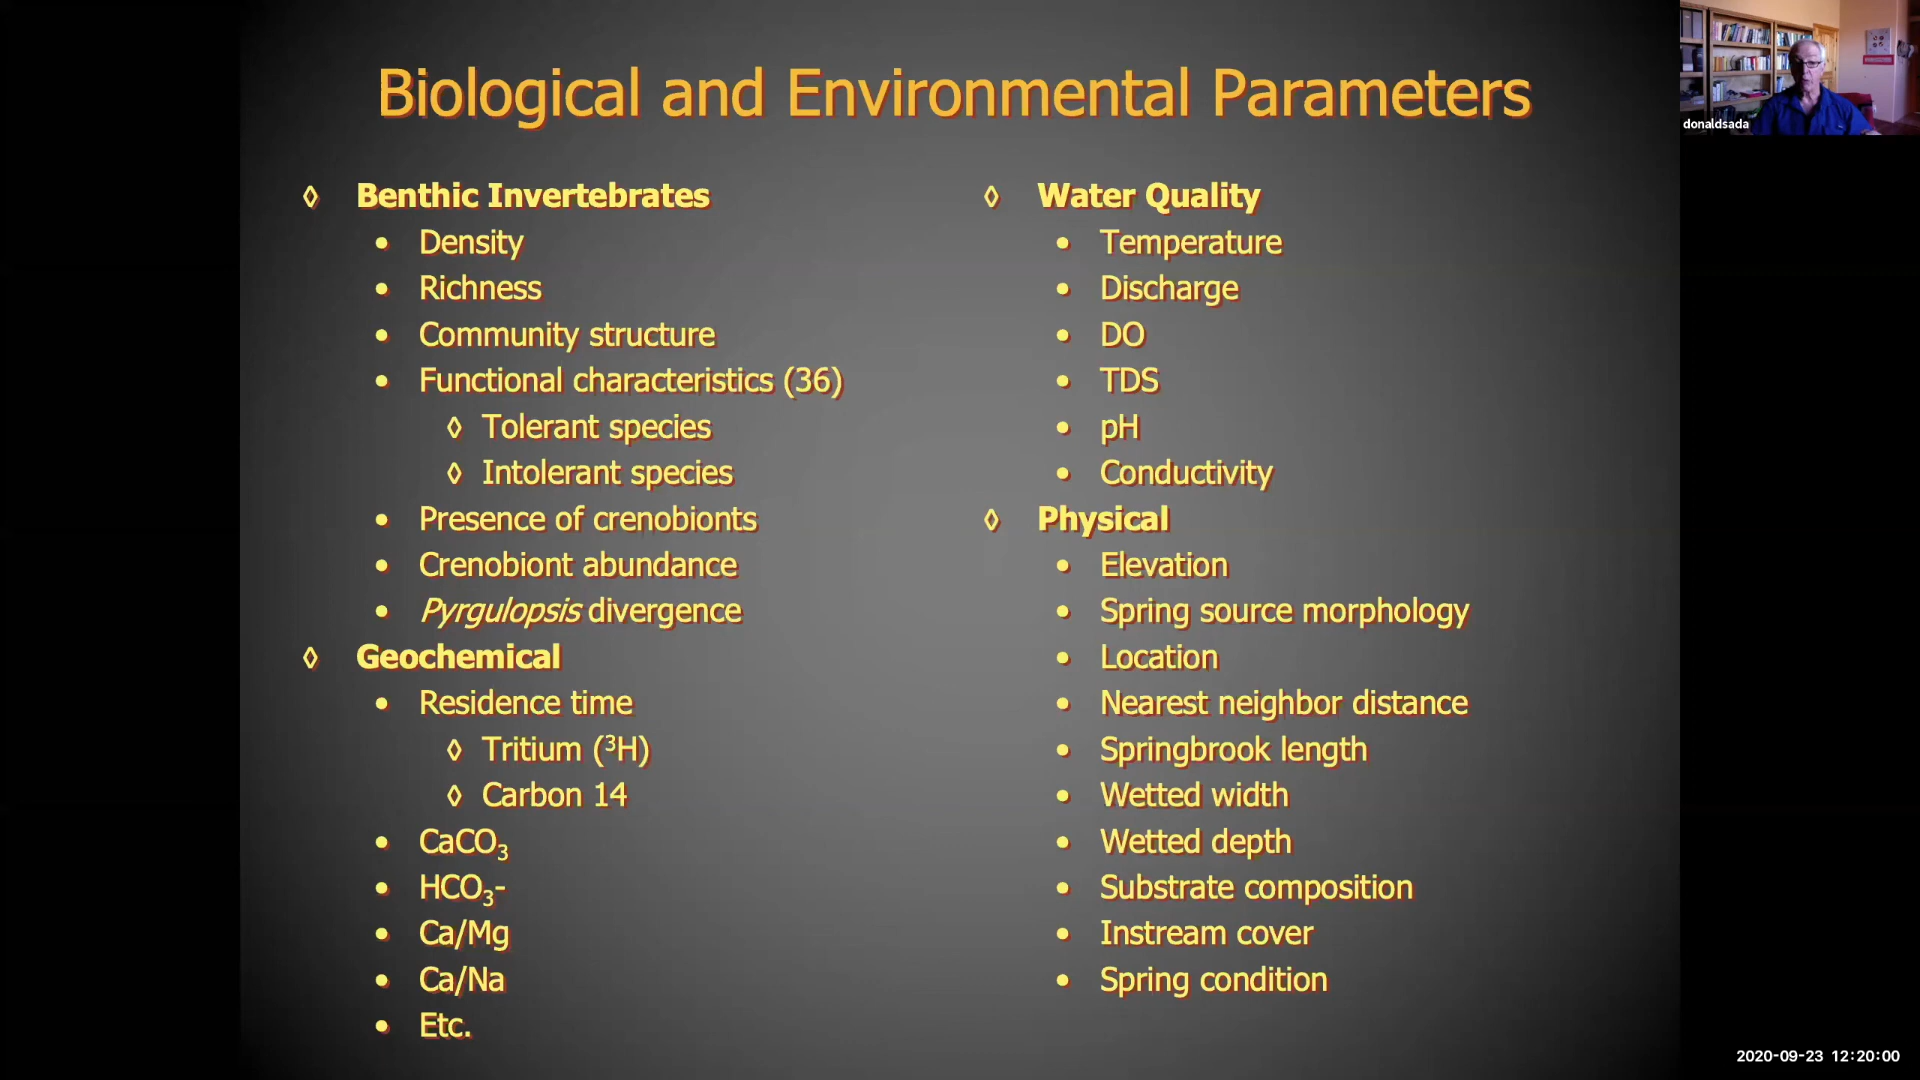 Biological and Environmental Parameters
◊ Benthic Invertebrates
• Density
• Richness
• Community structure
• Functional characteristics (36)
◊ Tolerant species
◊ Intolerant species
• Presence of crenobionts
• Crenobiont abundance
• Pyrgulopsis divergence
◊ Geochemical
• Residence time
◊ Tritium (³H)
◊ Carbon 14
• CaCO₃
• HCO₃-
• Ca/Mg
• Ca/Na
• Etc.
◊ Water Quality
• Temperature
• Discharge
• DO
• TDS
• pH
• Conductivity
◊ Physical
• Elevation
• Spring source morphology
• Location
• Nearest neighbor distance
• Springbrook length
• Wetted width
• Wetted depth
• Substrate composition
• Instream cover
• Spring condition
donaldsada
2020-09-23 12:20:00